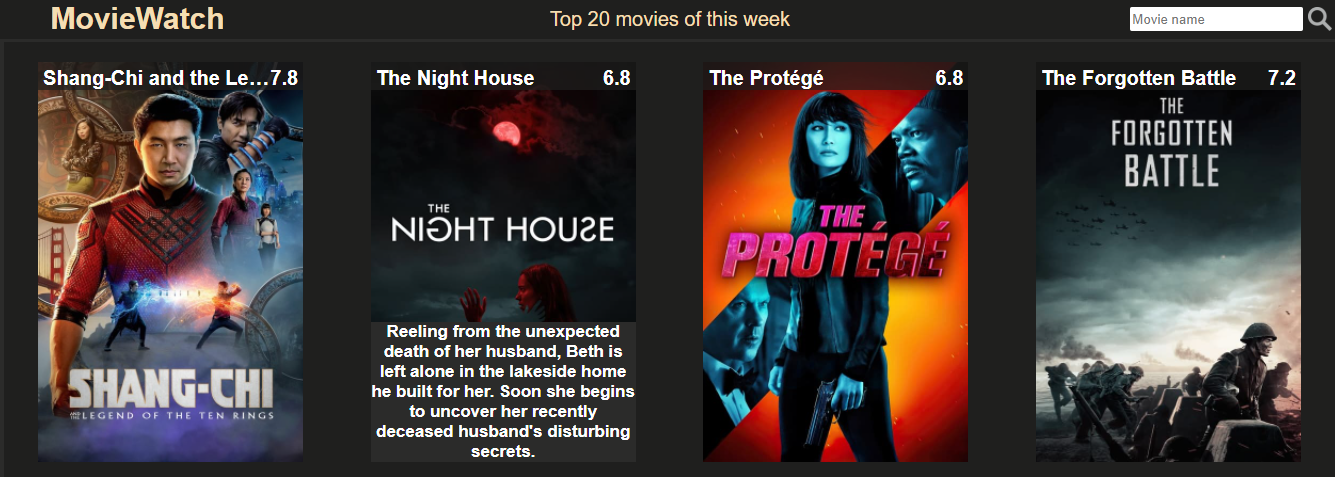 MovieWatch
Top 20 movies of this week
Movie name
Shang-Chi and the Le...7.8
The Night House 6.8
The Protégé 6.8
The Forgotten Battle 7.2
SHANG-CHI
AND THE LEGEND OF THE TEN RINGS
THE
NIGHT HOUSE
Reeling from the unexpected
death of her husband, Beth is
left alone in the lakeside home
he built for her. Soon she begins
to uncover her recently
deceased husband's disturbing
secrets.
THE
PROTÉGÉ
THE
FORGOTTEN
BATTLE